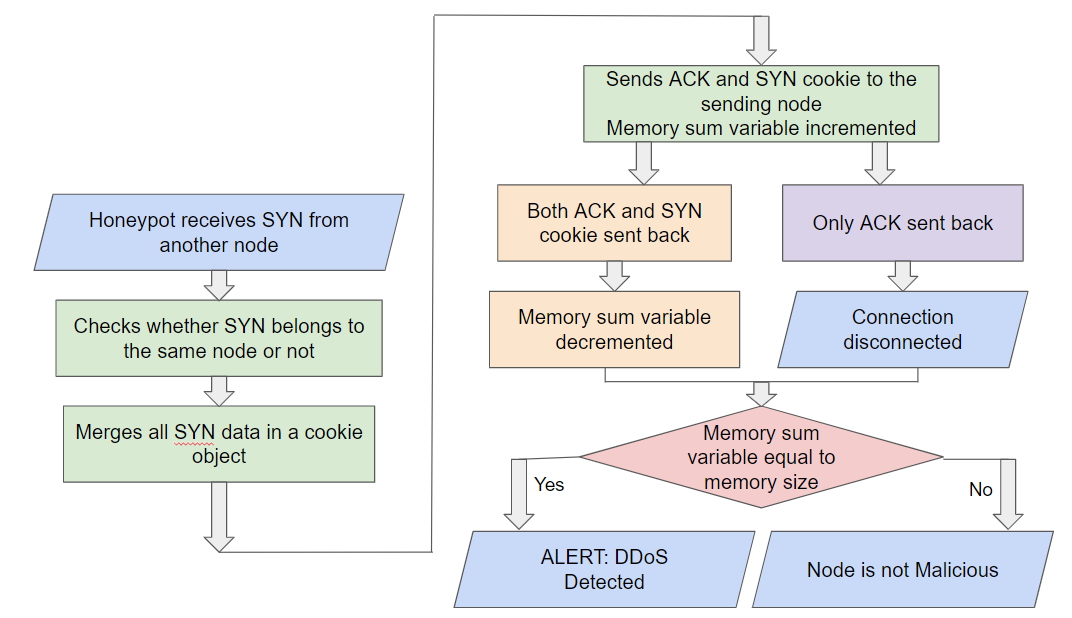 Honeypot receives SYN from
another node
Checks whether SYN belongs to
the same node or not
Merges all SYN data in a cookie
object
Sends ACK and SYN cookie to the
sending node
Memory sum variable incremented
Both ACK and SYN
cookie sent back
Only ACK sent back
Memory sum variable
decremented
Connection
disconnected
Memory sum
variable equal to
memory size
Yes
No
ALERT: DDoS
Detected
Node is not Malicious